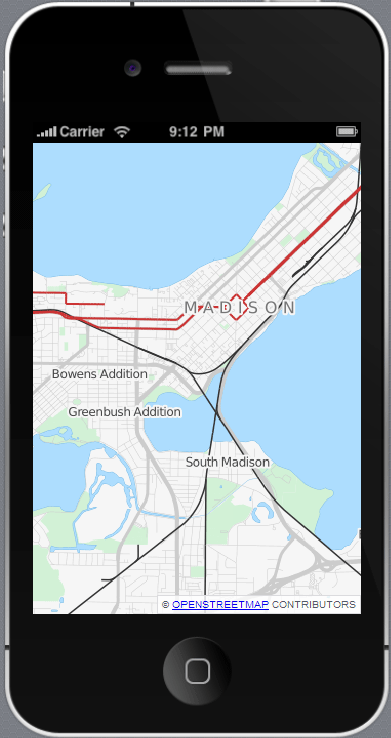 Carrier 9:12 PM
MADISON
Bowens Addition
Greenbush Addition
South Madison
© OPENSTREETMAP CONTRIBUTORS